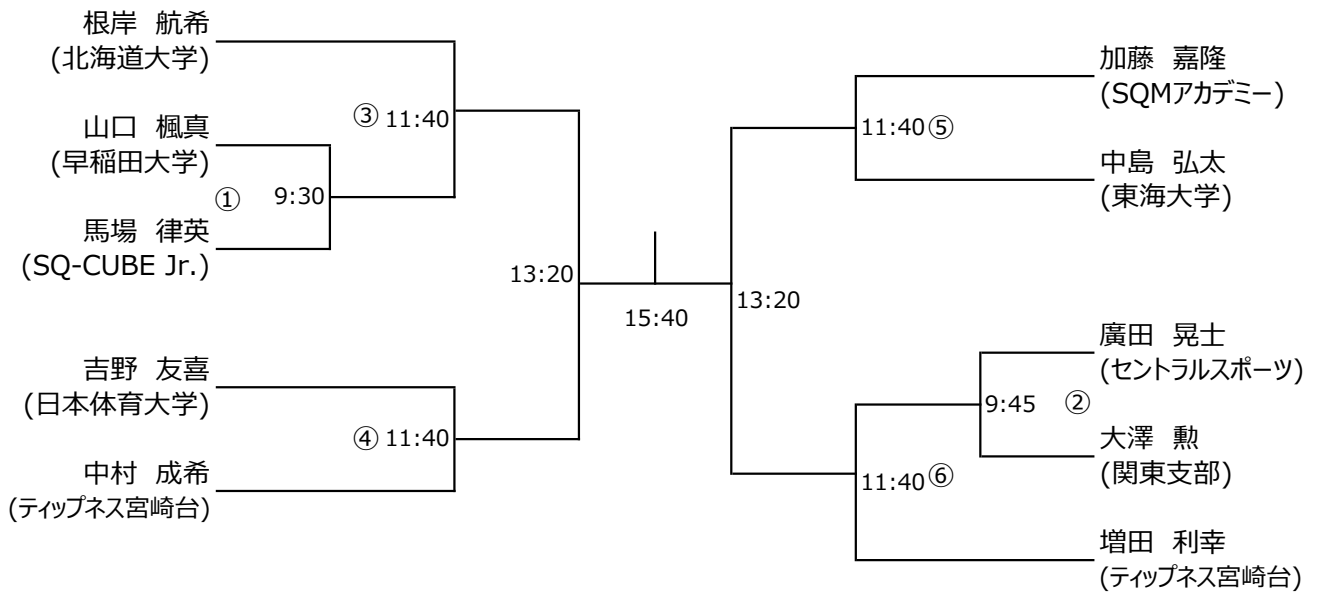 根岸　航希
(北海道大学)
③ 11:40
山口　楓真
(早稲田大学)
① 9:30
馬場　律英
(SQ-CUBE Jr.)
13:20
吉野　友喜
(日本体育大学)
④ 11:40
中村　成希
(ティップネス宮崎台)
15:40
加藤　嘉隆
(SQMアカデミー)
11:40 ⑤
中島　弘太
(東海大学)
13:20
廣田　晃士
(セントラルスポーツ)
9:45 ②
大澤　勲
(関東支部)
11:40 ⑥
増田　利幸
(ティップネス宮崎台)